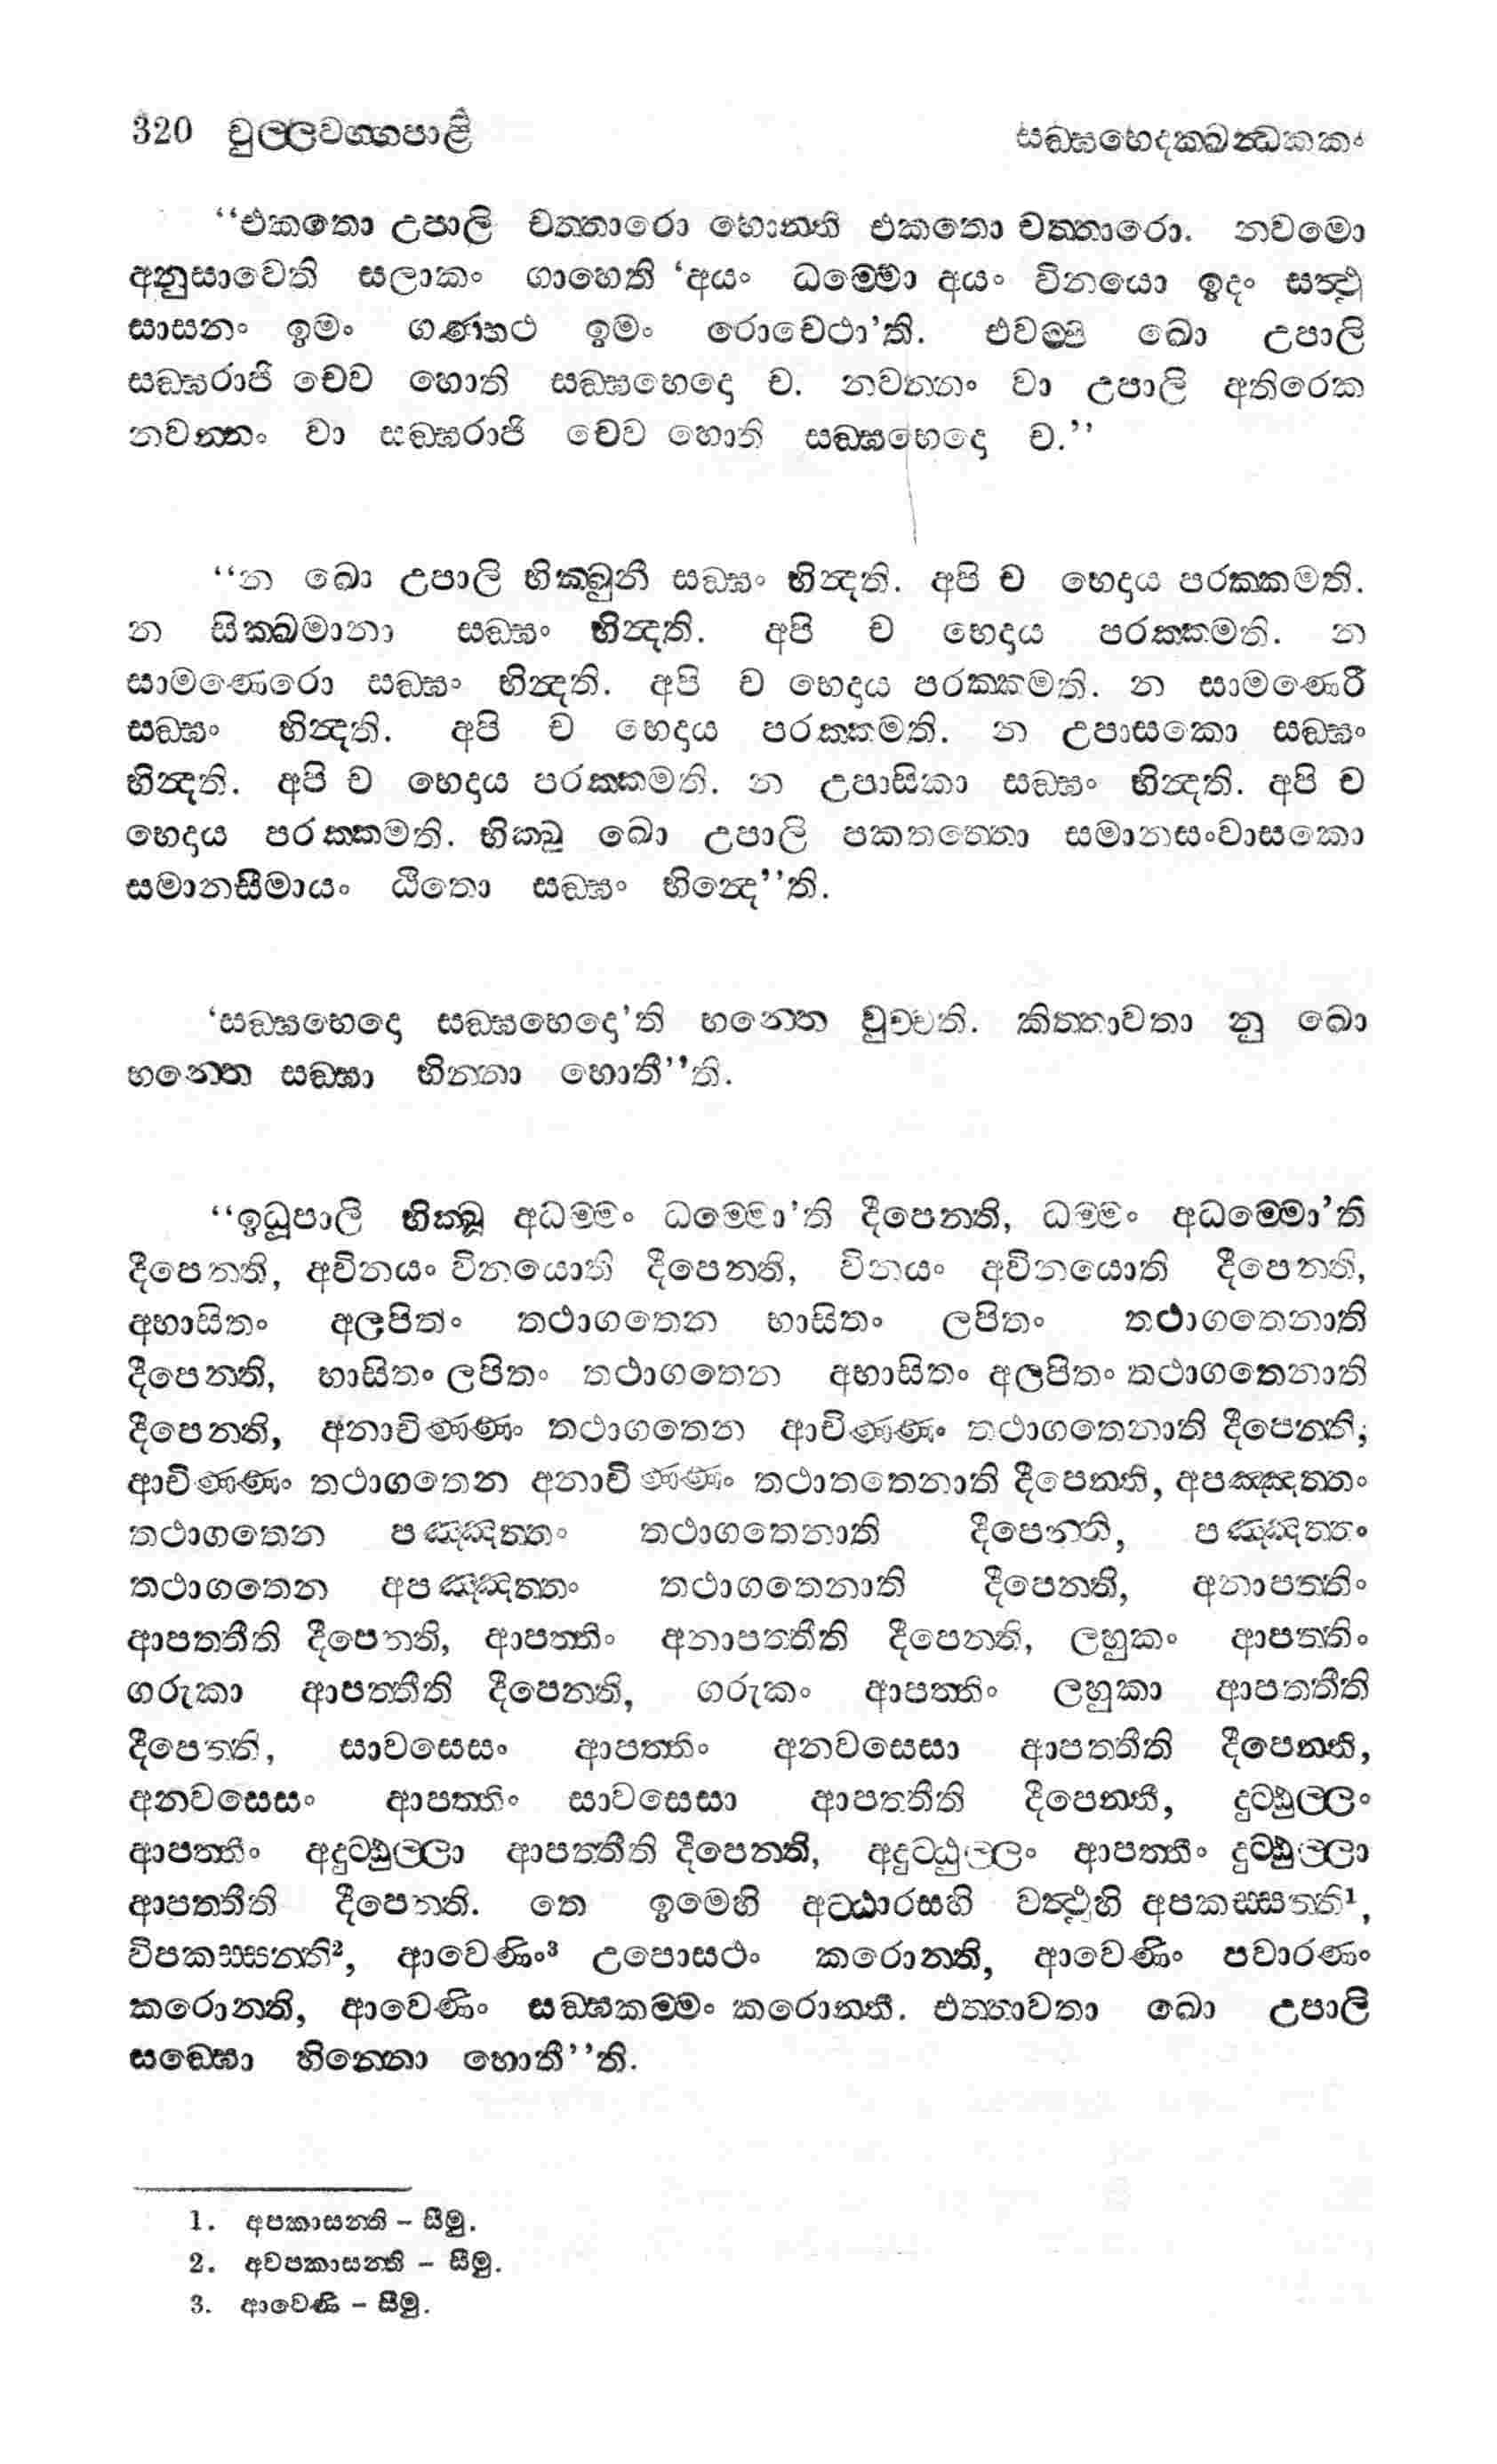 320 චුල්ලවග්ගපාළි
සඞ්ඝභෙදකඛන්ධකකං
“එකතො උපාලි චත්තාරො හොන්ති එකතො චත්තාරො. නවමො
අනුසාවෙති සලාකං ගාහෙති ‘අයං ධම්මො අයං විනයො ඉදං සත්ථු
සාසනං ඉමං ගණ්හථ ඉමං රොචෙථා’ති. එවම්පි ඛො උපාලි
සඞ්ඝරාජි චෙව හොති සඞ්ඝභෙදො ච. නවන්නං වා උපාලි අතිරෙක
නවන්නං වා සඞ්ඝරාජි චෙව හොති සඞ්ඝභෙදො ච.”
“න ඛො උපාලි භික්ඛුනී සඞ්ඝං භින්දති. අපි ච භෙදාය පරක්කමති.
න සික්ඛමානා සඞ්ඝං භින්දති. අපි ච භෙදාය පරක්කමති. න
සාමණෙරො සඞ්ඝං භින්දති. අපි ච භෙදාය පරක්කමති. න සාමණෙරී
සඞ්ඝං භින්දති. අපි ච භෙදාය පරක්කමති. න උපාසකො සඞ්ඝං
භින්දති. අපි ච භෙදාය පරක්කමති. න උපාසිකා සඞ්ඝං භින්දති. අපි ච
භෙදාය පරක්කමති. භික්ඛු ඛො උපාලි පකතත්තො සමානසංවාසකො
සමානසීමායං ඨිතො සඞ්ඝං භින්දෙ”ති.
‘සඞ්ඝභෙදො සඞ්ඝභෙදො’ති භන්තෙ වුච්චති. කිත්තාවතා නු ඛො
භන්තෙ සඞ්ඝා භින්නා හොතී”ති.
“ඉධූපාලි භික්ඛූ අධම්මං ධම්මො’ති දීපෙන්ති, ධම්මං අධම්මො’ති
දීපෙන්ති, අවිනයං විනයොති දීපෙන්ති, විනයං අවිනයොති දීපෙන්ති,
අභාසිතං අලපිතං තථාගතෙන භාසිතං ලපිතං තථාගතෙනාති
දීපෙන්ති, භාසිතං ලපිතං තථාගතෙන අභාසිතං අලපිතං තථාගතෙනාති
දීපෙන්ති, අනාචිණ්ණං තථාගතෙන ආචිණ්ණං තථාගතෙනාති දීපෙන්ති,
ආචිණ්ණං තථාගතෙන අනාචිණ්ණං තථාතතෙනාති දීපෙන්ති, අපඤ්ඤත්තං
තථාගතෙන පඤ්ඤත්තං තථාගතෙනාති දීපෙන්ති, පඤ්ඤත්තං
තථාගතෙන අපඤ්ඤත්තං තථාගතෙනාති දීපෙන්ති, අනාපත්තිං
ආපත්තීති දීපෙන්ති, ආපත්තිං අනාපත්තීති දීපෙන්ති, ලහුකං ආපත්තිං
ගරුකා ආපත්තීති දීපෙන්ති, ගරුකං ආපත්තිං ලහුකා ආපත්තීති
දීපෙන්ති, සාවසෙසං ආපත්තිං අනවසෙසා ආපත්තීති දීපෙන්ති,
අනවසෙසං ආපත්තිං සාවසෙසා ආපත්තීති දීපෙන්ති, දුට්ඨුල්ලං
ආපත්තිං අදුට්ඨුල්ලා ආපත්තීති දීපෙන්ති, අදුට්ඨුල්ලං ආපත්තිං දුට්ඨුල්ලා
ආපත්තීති දීපෙන්ති. තෙ ඉමෙහි අට්ඨාරසහි වත්ථූහි අපකස්සන්ති¹,
විපකස්සන්ති², ආවෙණිං³ උපොසථං කරොන්ති, ආවෙණිං පවාරණං
කරොන්ති, ආවෙණිං සඞ්ඝකම්මං කරොන්ති. එත්තාවතා ඛො උපාලි
සඞ්ඝො භින්නො හොතී”ති.
1. අපකාසන්ති – සීමු.
2. අවපකාසන්ති – සීමු.
3. ආවෙණි – සීමු.